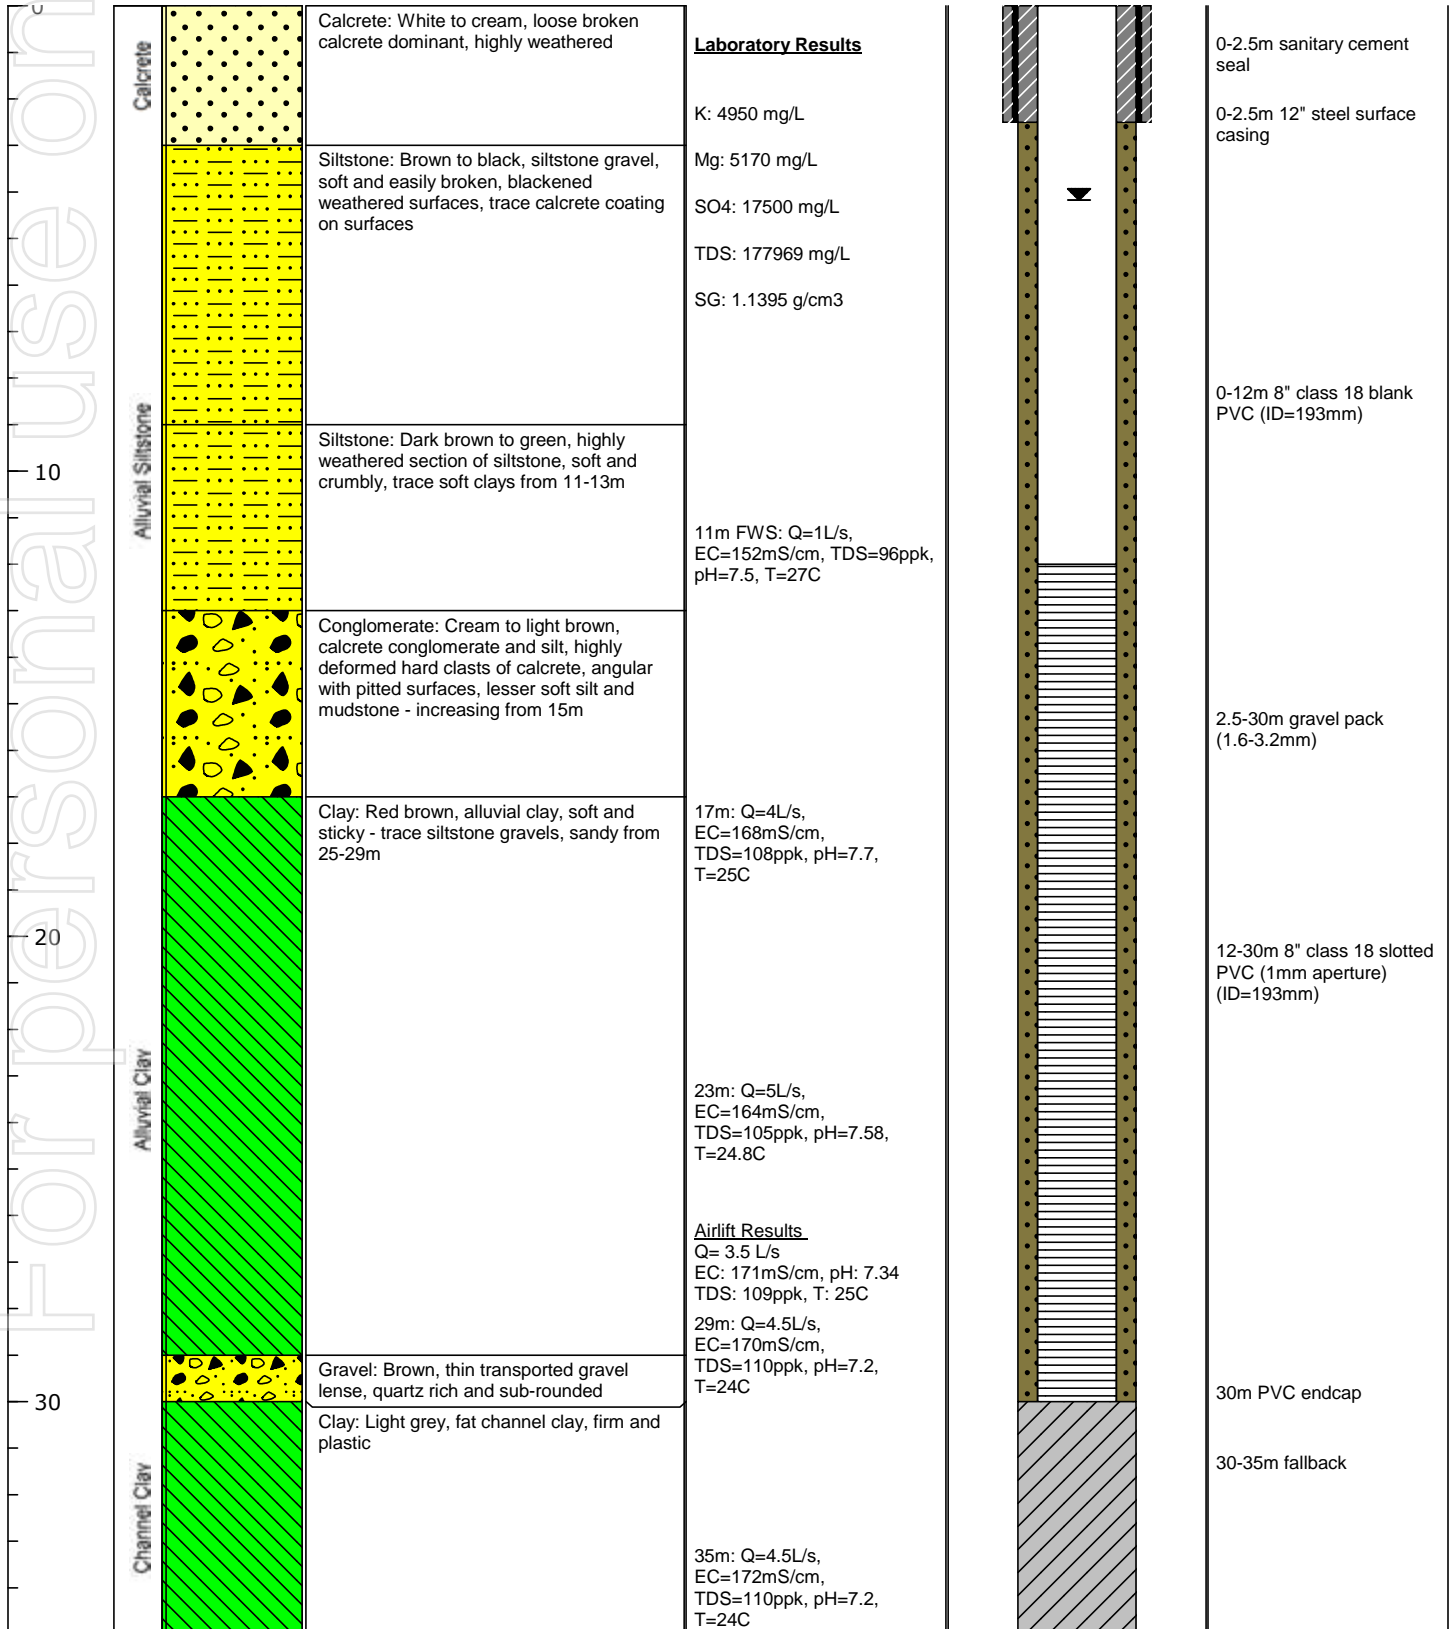 0
10
20
30
Calcrete
Alluvial Siltstone
Alluvial Clay
Channel Clay
Calcrete: White to cream, loose broken
calcrete dominant, highly weathered
Siltstone: Brown to black, siltstone gravel,
soft and easily broken, blackened
weathered surfaces, trace calcrete coating
on surfaces
Siltstone: Dark brown to green, highly
weathered section of siltstone, soft and
crumbly, trace soft clays from 11-13m
Conglomerate: Cream to light brown,
calcrete conglomerate and silt, highly
deformed hard clasts of calcrete, angular
with pitted surfaces, lesser soft silt and
mudstone - increasing from 15m
Clay: Red brown, alluvial clay, soft and
sticky - trace siltstone gravels, sandy from
25-29m
Gravel: Brown, thin transported gravel
lense, quartz rich and sub-rounded
Clay: Light grey, fat channel clay, firm and
plastic
Laboratory Results
K: 4950 mg/L
Mg: 5170 mg/L
SO4: 17500 mg/L
TDS: 177969 mg/L
SG: 1.1395 g/cm3
11m FWS: Q=1L/s,
EC=152mS/cm, TDS=96ppk,
pH=7.5, T=27C
17m: Q=4L/s,
EC=168mS/cm,
TDS=108ppk, pH=7.7,
T=25C
23m: Q=5L/s,
EC=164mS/cm,
TDS=105ppk, pH=7.58,
T=24.8C
Airlift Results
Q= 3.5 L/s
EC: 171mS/cm, pH: 7.34
TDS: 109ppk, T: 25C
29m: Q=4.5L/s,
EC=170mS/cm,
TDS=110ppk, pH=7.2,
T=24C
35m: Q=4.5L/s,
EC=172mS/cm,
TDS=110ppk, pH=7.2,
T=24C
0-2.5m sanitary cement
seal
0-2.5m 12" steel surface
casing
0-12m 8" class 18 blank
PVC (ID=193mm)
2.5-30m gravel pack
(1.6-3.2mm)
12-30m 8" class 18 slotted
PVC (1mm aperture)
(ID=193mm)
30m PVC endcap
30-35m fallback
For personal use on